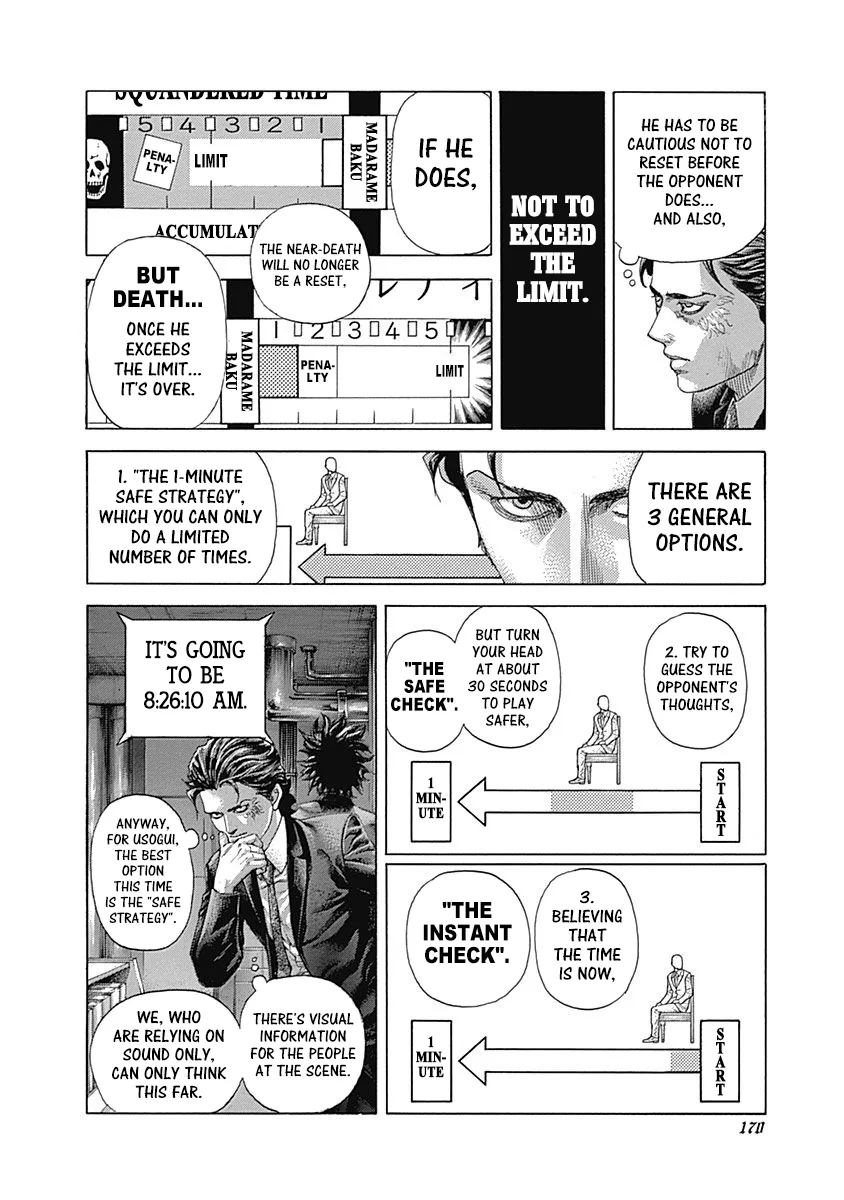 HE HAS TO BE
CAUTIOUS NOT TO
RESET BEFORE
THE OPPONENT
DOES...
AND ALSO,
NOT TO
EXCEED
THE
LIMIT.
IF HE
DOES,
SQUANDERED TIME
5 4 3 2 1
PENA-
LTY
LIMIT
MADARAME
BAKU
ACCUMULAT
THE NEAR-DEATH
WILL NO LONGER
BE A RESET,
BUT
DEATH...
ONCE HE
EXCEEDS
THE LIMIT...
IT'S OVER.
レディ
1 2 3 4 5
MADARAME
BAKU
PENA-
LTY
LIMIT
THERE ARE
3 GENERAL
OPTIONS.
1. "THE 1-MINUTE
SAFE STRATEGY",
WHICH YOU CAN ONLY
DO A LIMITED
NUMBER OF TIMES.
2. TRY TO
GUESS THE
OPPONENT'S
THOUGHTS,
BUT TURN
YOUR HEAD
AT ABOUT
30 SECONDS
TO PLAY
SAFER,
"THE
SAFE
CHECK".
1
MIN-
UTE
START
3.
BELIEVING
THAT
THE TIME
IS NOW,
"THE
INSTANT
CHECK".
1
MIN-
UTE
START
IT'S GOING
TO BE
8:26:10 AM.
ANYWAY,
FOR USOGUI,
THE BEST
OPTION
THIS TIME
IS THE "SAFE
STRATEGY".
THERE'S VISUAL
INFORMATION
FOR THE PEOPLE
AT THE SCENE.
WE, WHO
ARE RELYING ON
SOUND ONLY,
CAN ONLY THINK
THIS FAR.
170